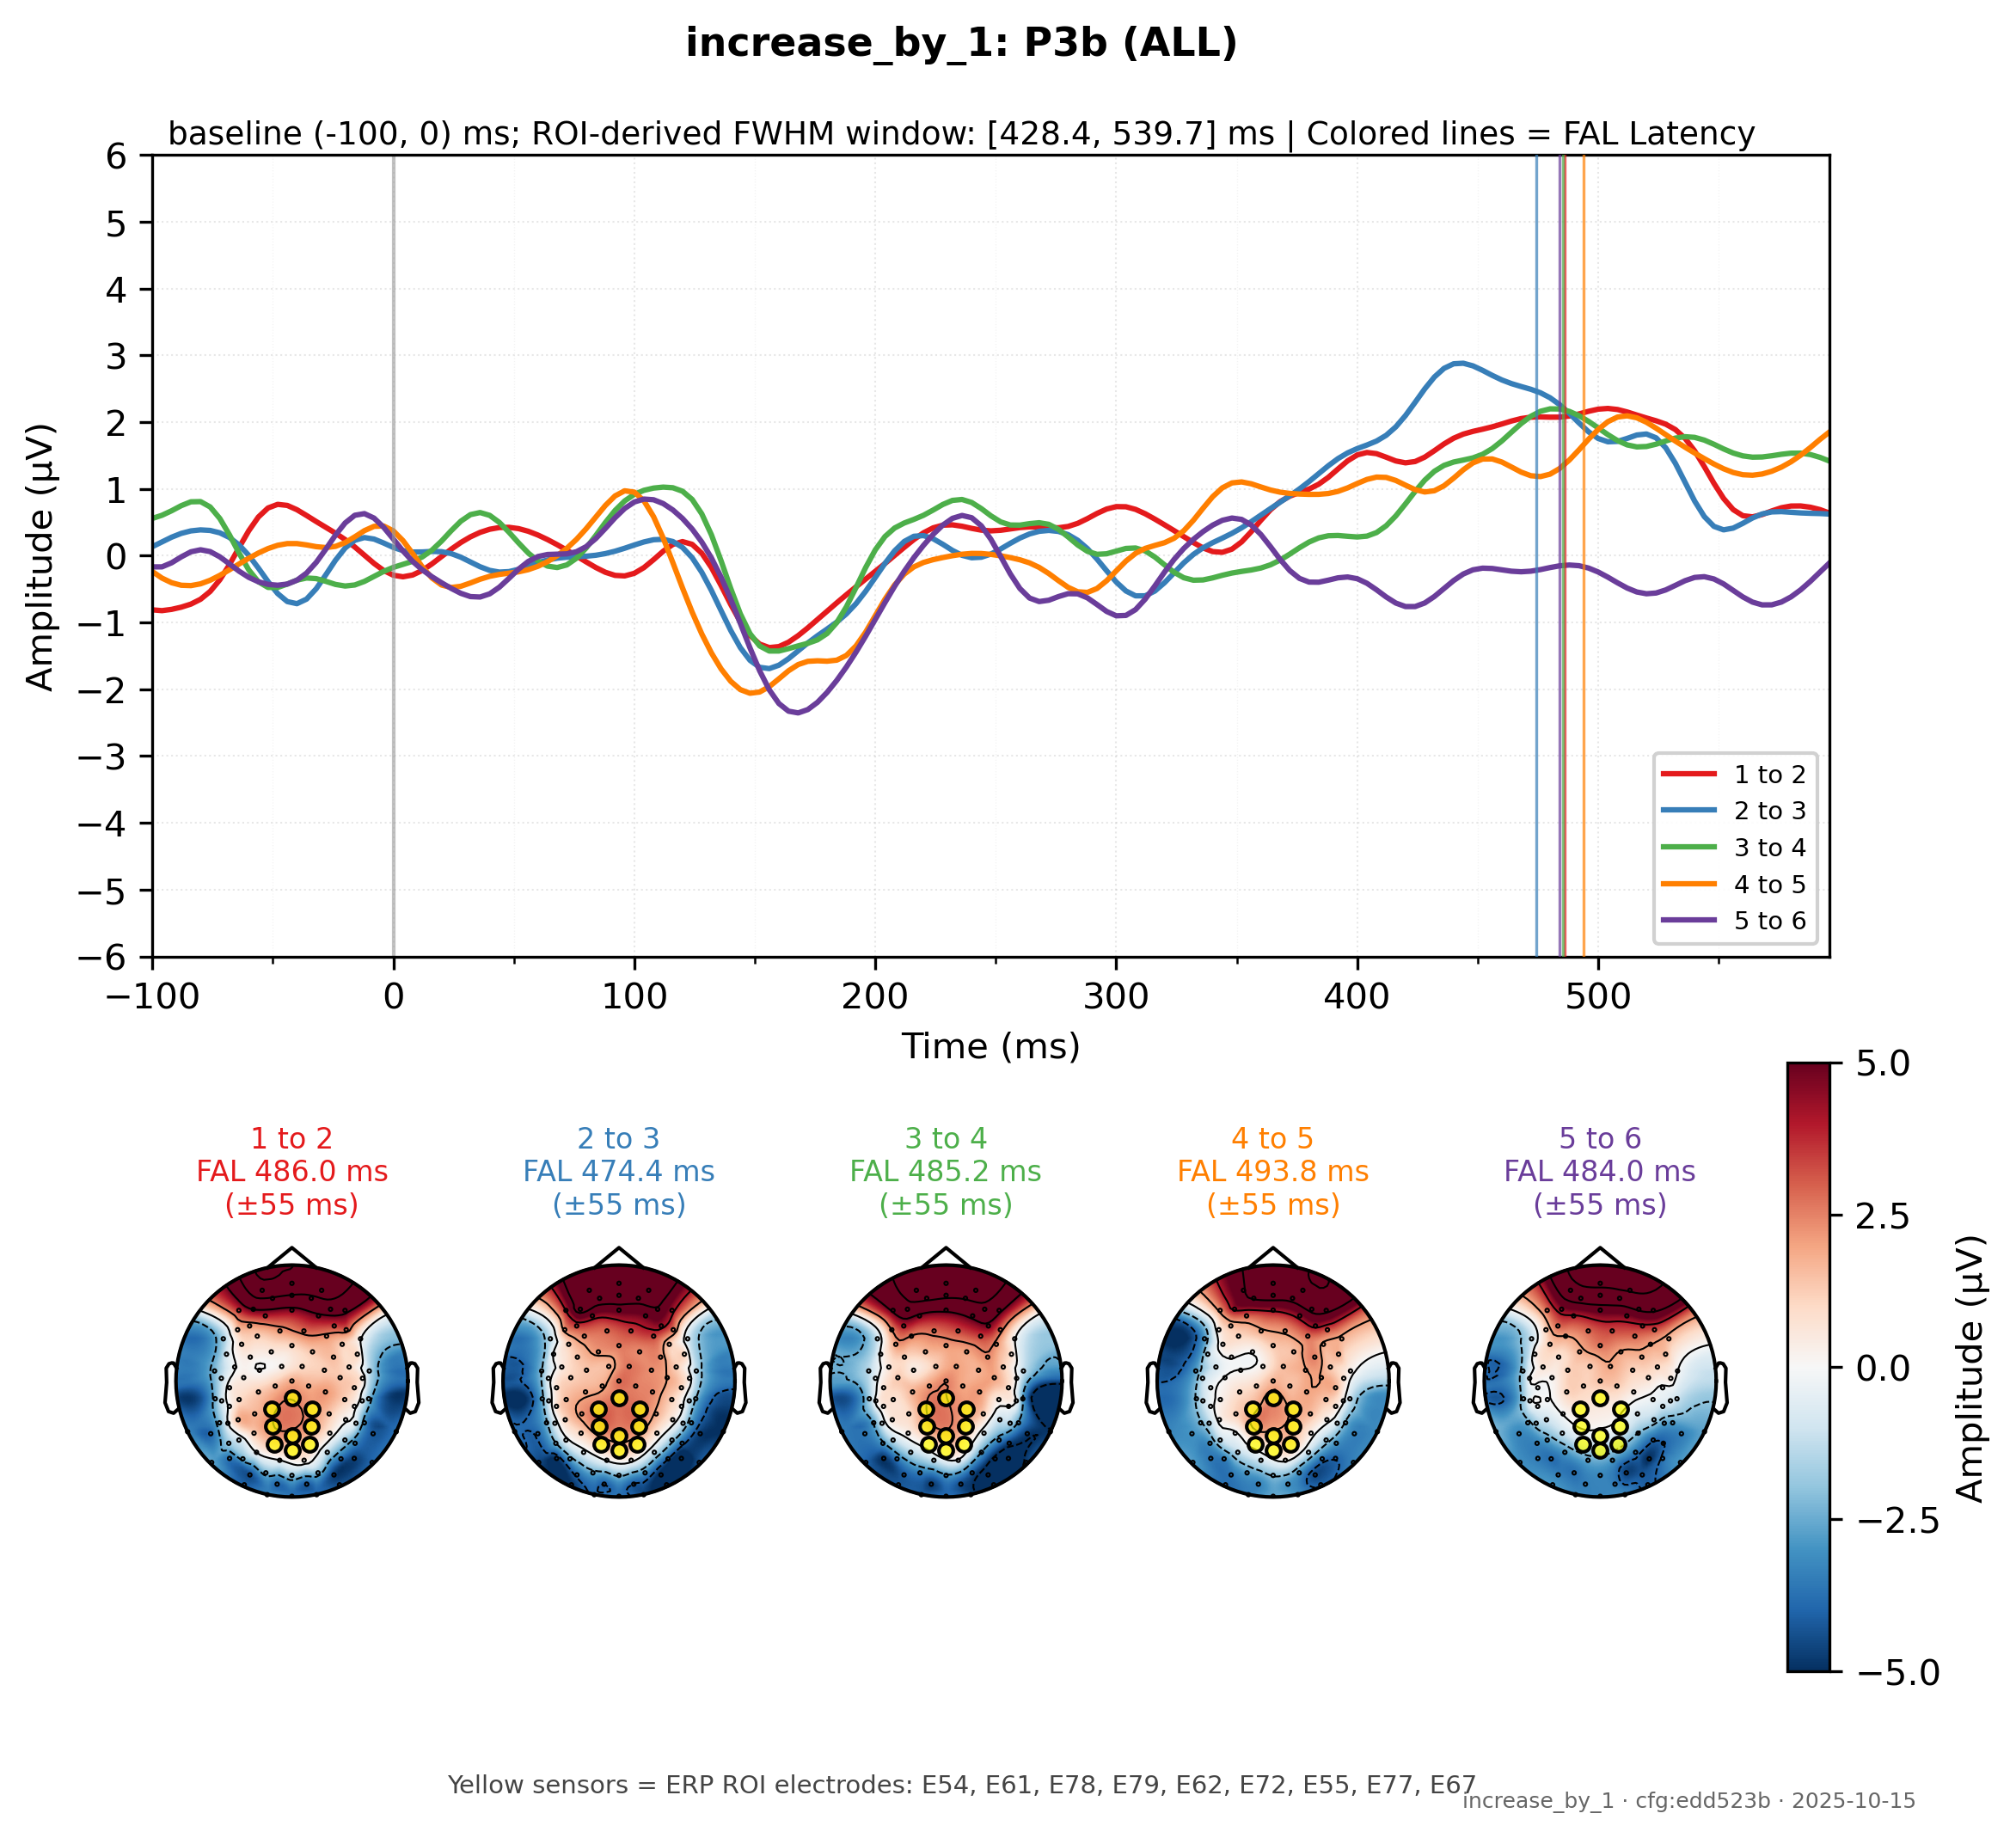 increase_by_1: P3b (ALL)
baseline (-100, 0) ms; ROI-derived FWHM window: [428.4, 539.7] ms | Colored lines = FAL Latency
6
5
4
3
2
1
0
−1
−2
−3
−4
−5
−6
Amplitude (µV)
1 to 2
2 to 3
3 to 4
4 to 5
5 to 6
−100 0 100 200 300 400 500
Time (ms)
1 to 2
FAL 486.0 ms
(±55 ms)
2 to 3
FAL 474.4 ms
(±55 ms)
3 to 4
FAL 485.2 ms
(±55 ms)
4 to 5
FAL 493.8 ms
(±55 ms)
5 to 6
FAL 484.0 ms
(±55 ms)
5.0
2.5
0.0
−2.5
−5.0
Amplitude (µV)
Yellow sensors = ERP ROI electrodes: E54, E61, E78, E79, E62, E72, E55, E77, E67
increase_by_1 · cfg:edd523b · 2025-10-15